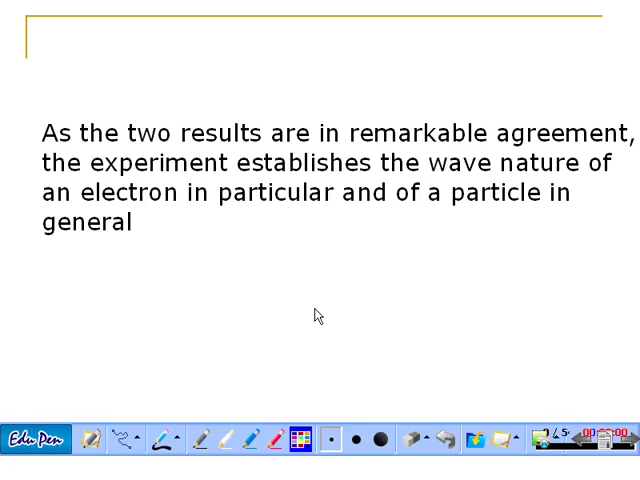 As the two results are in remarkable agreement,
the experiment establishes the wave nature of
an electron in particular and of a particle in
general
Edu Pen